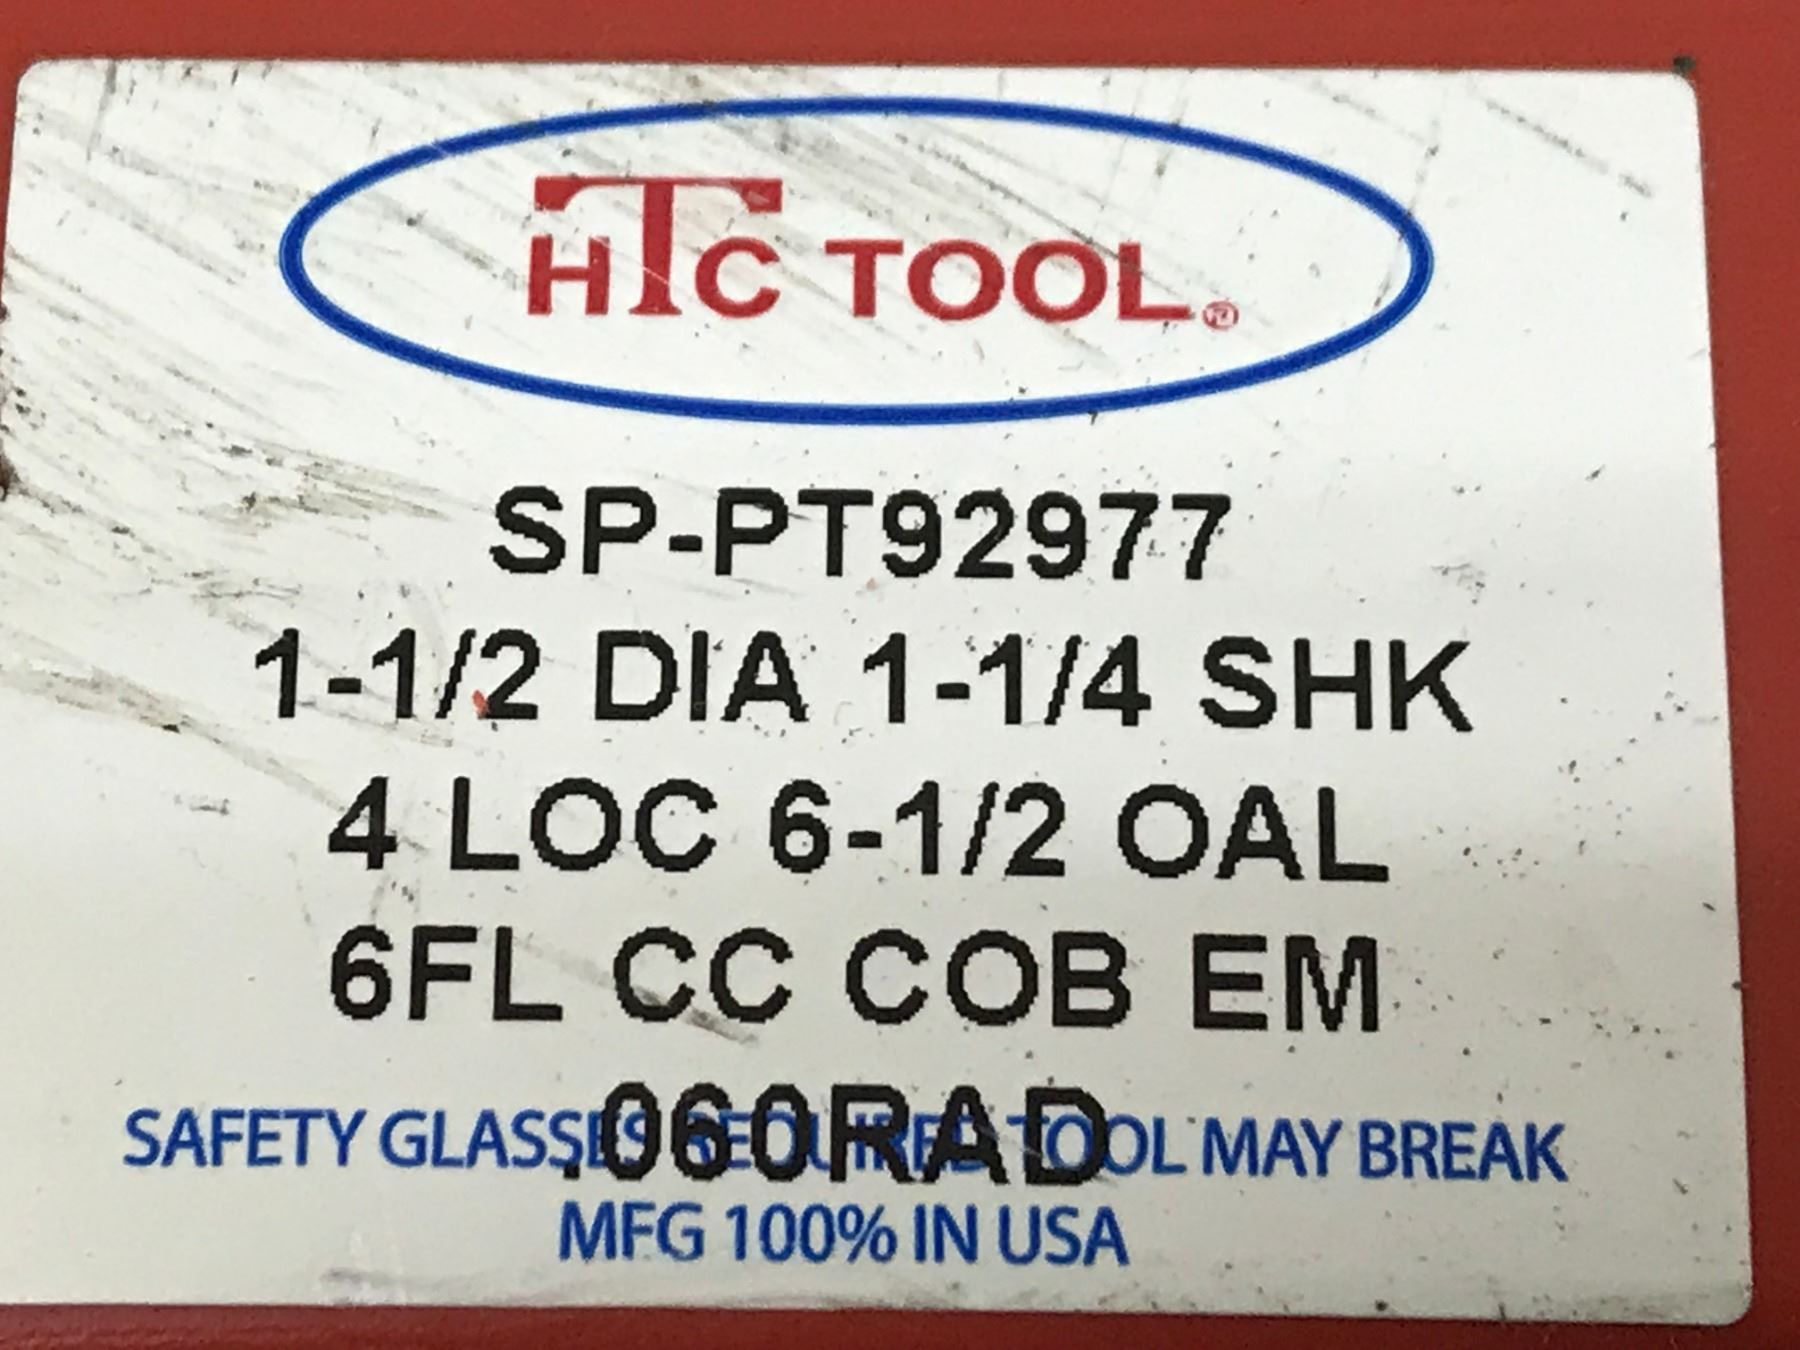 HTC TOOL®
SP-PT92977
1-1/2 DIA 1-1/4 SHK
4 LOC 6-1/2 OAL
6FL CC COB EM
.060RAD
SAFETY GLASSES REQUIRED TOOL MAY BREAK
MFG 100% IN USA